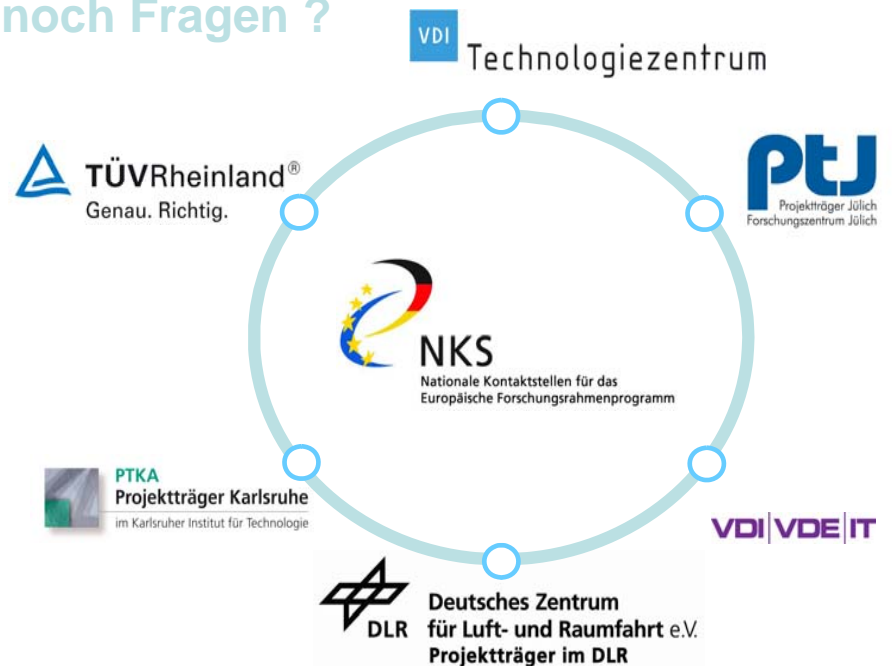 noch Fragen ?
VDI
Technologiezentrum
TÜVRheinland®
Genau. Richtig.
ptJ
Projektträger Jülich
Forschungszentrum Jülich
NKS
Nationale Kontaktstellen für das
Europäische Forschungsrahmenprogramm
PTKA
Projektträger Karlsruhe
im Karlsruher Institut für Technologie
VDI|VDE|IT
DLR
Deutsches Zentrum
für Luft- und Raumfahrt e.V.
Projektträger im DLR